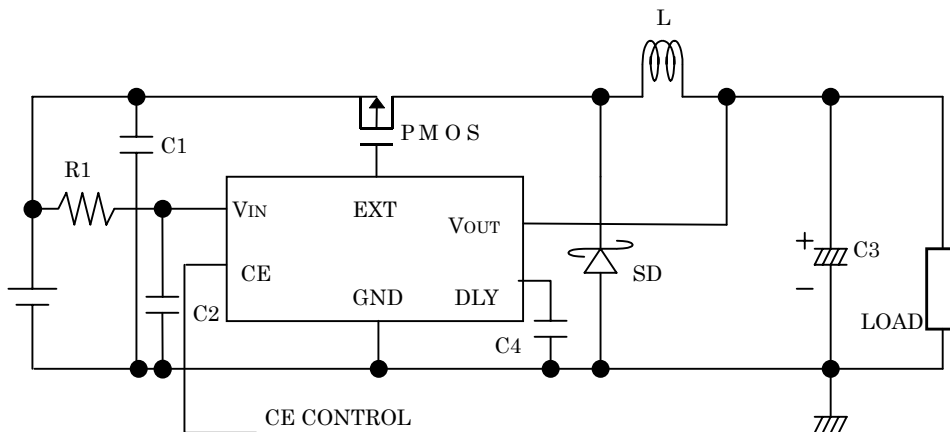 L
PMOS
C1
R1
VIN
EXT
VOUT
CE
SD
C3
GND
DLY
C2
C4
LOAD
CE CONTROL
+
−